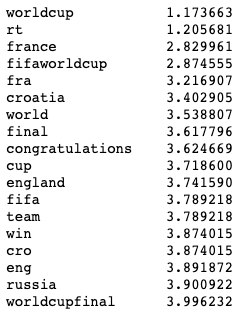 worldcup 1.173663
rt 1.205681
france 2.829961
fifaworldcup 2.874555
fra 3.216907
croatia 3.402905
world 3.538807
final 3.617796
congratulations 3.624669
cup 3.718600
england 3.741590
fifa 3.789218
team 3.789218
win 3.874015
cro 3.874015
eng 3.891872
russia 3.900922
worldcupfinal 3.996232